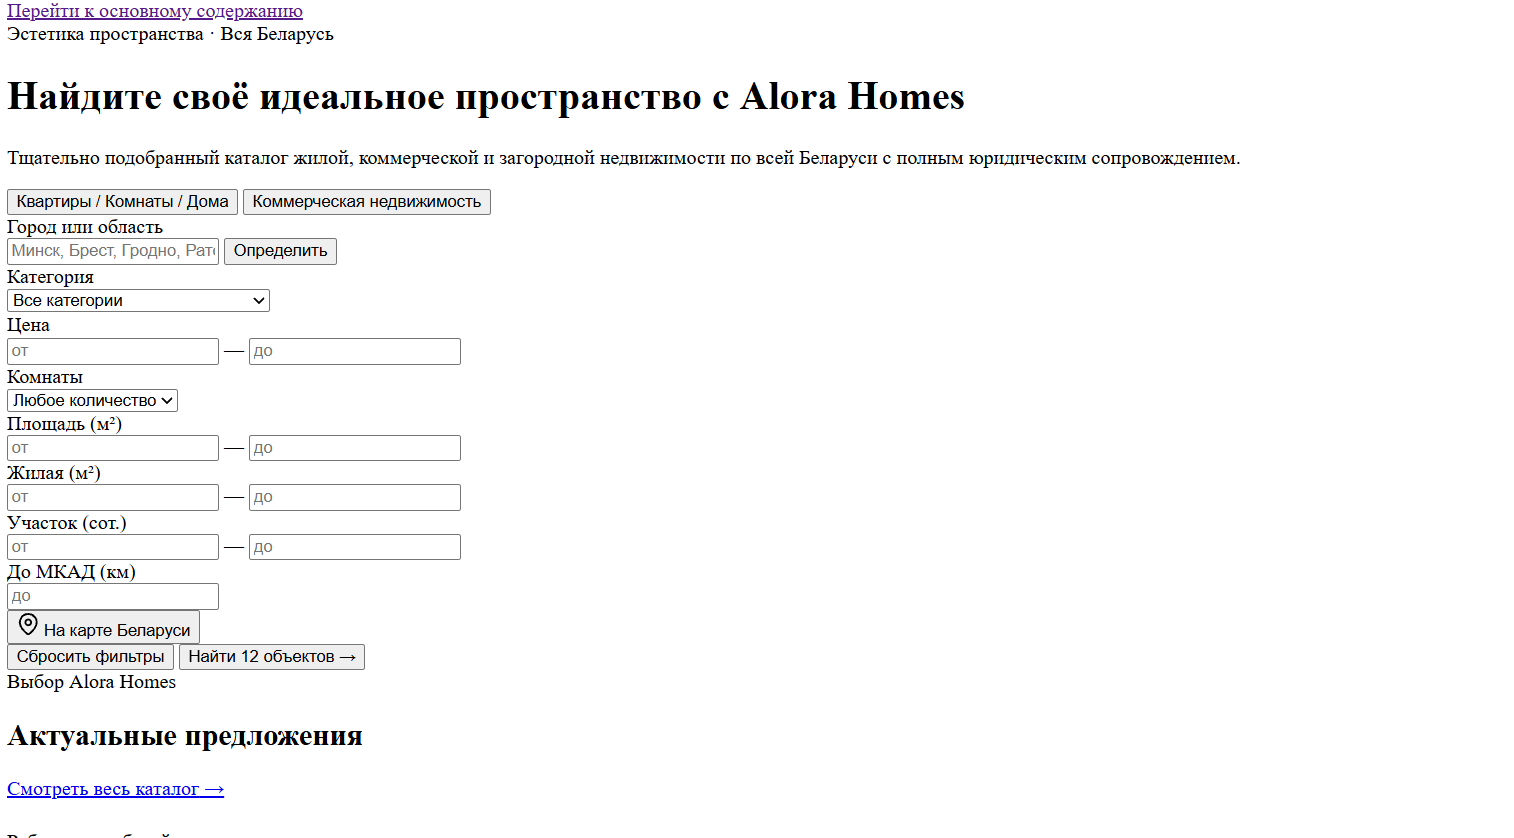 Перейти к основному содержанию
Эстетика пространства · Вся Беларусь
Найдите своё идеальное пространство с Alora Homes
Тщательно подобранный каталог жилой, коммерческой и загородной недвижимости по всей Беларуси с полным юридическим сопровождением.
Квартиры / Комнаты / Дома Коммерческая недвижимость
Город или область
Минск, Брест, Гродно, Определить
Категория
Все категории
Цена
от — до
Комнаты
Любое количество
Площадь (м²)
от — до
Жилая (м²)
от — до
Участок (сот.)
от — до
До МКАД (км)
до
На карте Беларуси
Сбросить фильтры Найти 12 объектов →
Выбор Alora Homes
Актуальные предложения
Смотреть весь каталог →